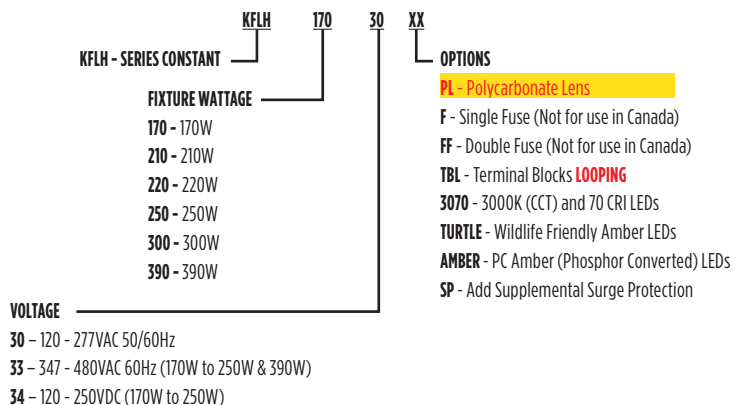 KFLH 170 30 XX
KFLH - SERIES CONSTANT
FIXTURE WATTAGE
170 - 170W
210 - 210W
220 - 220W
250 - 250W
300 - 300W
390 - 390W
VOLTAGE
30 – 120 - 277VAC 50/60Hz
33 – 347 - 480VAC 60Hz (170W to 250W & 390W)
34 – 120 - 250VDC (170W to 250W)
OPTIONS
PL - Polycarbonate Lens
F - Single Fuse (Not for use in Canada)
FF - Double Fuse (Not for use in Canada)
TBL - Terminal Blocks LOOPING
3070 - 3000K (CCT) and 70 CRI LEDs
TURTLE - Wildlife Friendly Amber LEDs
AMBER - PC Amber (Phosphor Converted) LEDs
SP - Add Supplemental Surge Protection